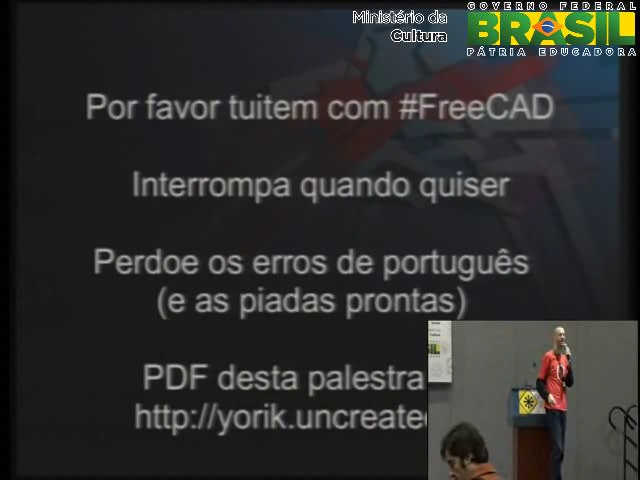 Ministério da
Cultura
GOVERNO FEDERAL
BRASIL
PÁTRIA EDUCADORA
Por favor tuitem com #FreeCAD
Interrompa quando quiser
Perdoe os erros de português
(e as piadas prontas)
PDF desta palestra
http://yorik.uncreated